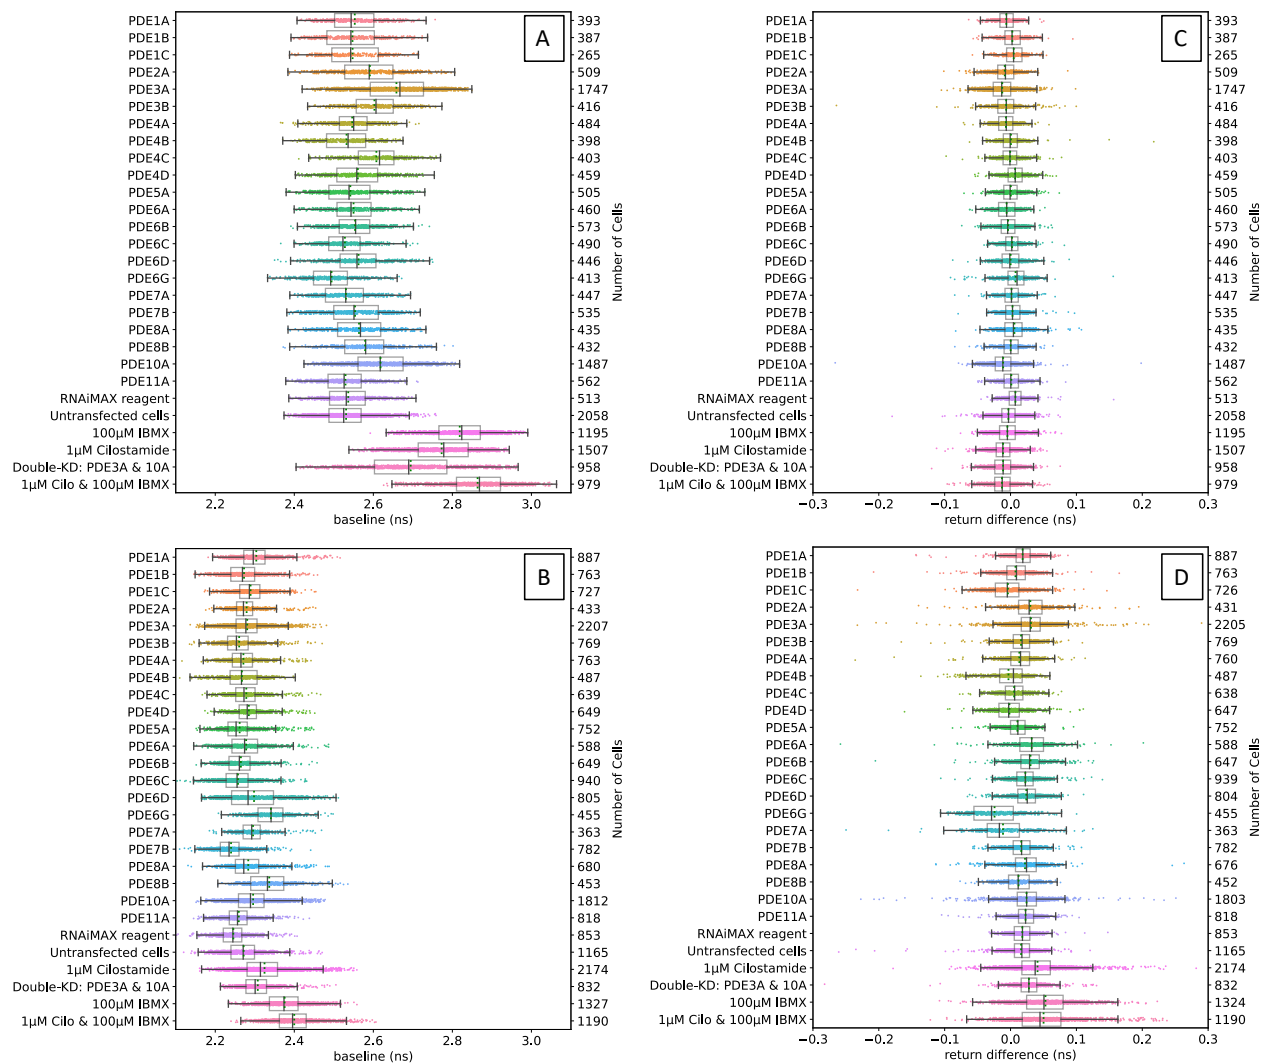 A
PDE1A 393
PDE1B 387
PDE1C 265
PDE2A 509
PDE3A 1747
PDE3B 416
PDE4A 484
PDE4B 398
PDE4C 403
PDE4D 459
PDE5A 505
PDE6A 460
PDE6B 573
PDE6C 490
PDE6D 446
PDE6G 413
PDE7A 447
PDE7B 535
PDE8A 435
PDE8B 432
PDE10A 1487
PDE11A 562
RNAiMAX reagent 513
Untransfected cells 2058
100μM IBMX 1195
1μM Cilostamide 1507
Double-KD: PDE3A & 10A 958
1μM Cilo & 100μM IBMX 979
Number of Cells
2.2 2.4 2.6 2.8 3.0
baseline (ns)
C
PDE1A 393
PDE1B 387
PDE1C 265
PDE2A 509
PDE3A 1747
PDE3B 416
PDE4A 484
PDE4B 398
PDE4C 403
PDE4D 459
PDE5A 505
PDE6A 460
PDE6B 573
PDE6C 490
PDE6D 446
PDE6G 413
PDE7A 447
PDE7B 535
PDE8A 435
PDE8B 432
PDE10A 1487
PDE11A 562
RNAiMAX reagent 513
Untransfected cells 2058
100μM IBMX 1195
1μM Cilostamide 1507
Double-KD: PDE3A & 10A 958
1μM Cilo & 100μM IBMX 979
Number of Cells
−0.3 −0.2 −0.1 0.0 0.1 0.2 0.3
return difference (ns)
B
PDE1A 887
PDE1B 763
PDE1C 727
PDE2A 433
PDE3A 2207
PDE3B 769
PDE4A 763
PDE4B 487
PDE4C 639
PDE4D 649
PDE5A 752
PDE6A 588
PDE6B 649
PDE6C 940
PDE6D 805
PDE6G 455
PDE7A 363
PDE7B 782
PDE8A 680
PDE8B 453
PDE10A 1812
PDE11A 818
RNAiMAX reagent 853
Untransfected cells 1165
1μM Cilostamide 2174
Double-KD: PDE3A & 10A 832
100μM IBMX 1327
1μM Cilo & 100μM IBMX 1190
Number of Cells
2.2 2.4 2.6 2.8 3.0
baseline (ns)
D
PDE1A 887
PDE1B 763
PDE1C 726
PDE2A 431
PDE3A 2205
PDE3B 769
PDE4A 760
PDE4B 487
PDE4C 638
PDE4D 647
PDE5A 752
PDE6A 588
PDE6B 647
PDE6C 939
PDE6D 804
PDE6G 455
PDE7A 363
PDE7B 782
PDE8A 676
PDE8B 452
PDE10A 1803
PDE11A 818
RNAiMAX reagent 853
Untransfected cells 1165
1μM Cilostamide 2174
Double-KD: PDE3A & 10A 832
100μM IBMX 1324
1μM Cilo & 100μM IBMX 1190
Number of Cells
−0.3 −0.2 −0.1 0.0 0.1 0.2 0.3
return difference (ns)